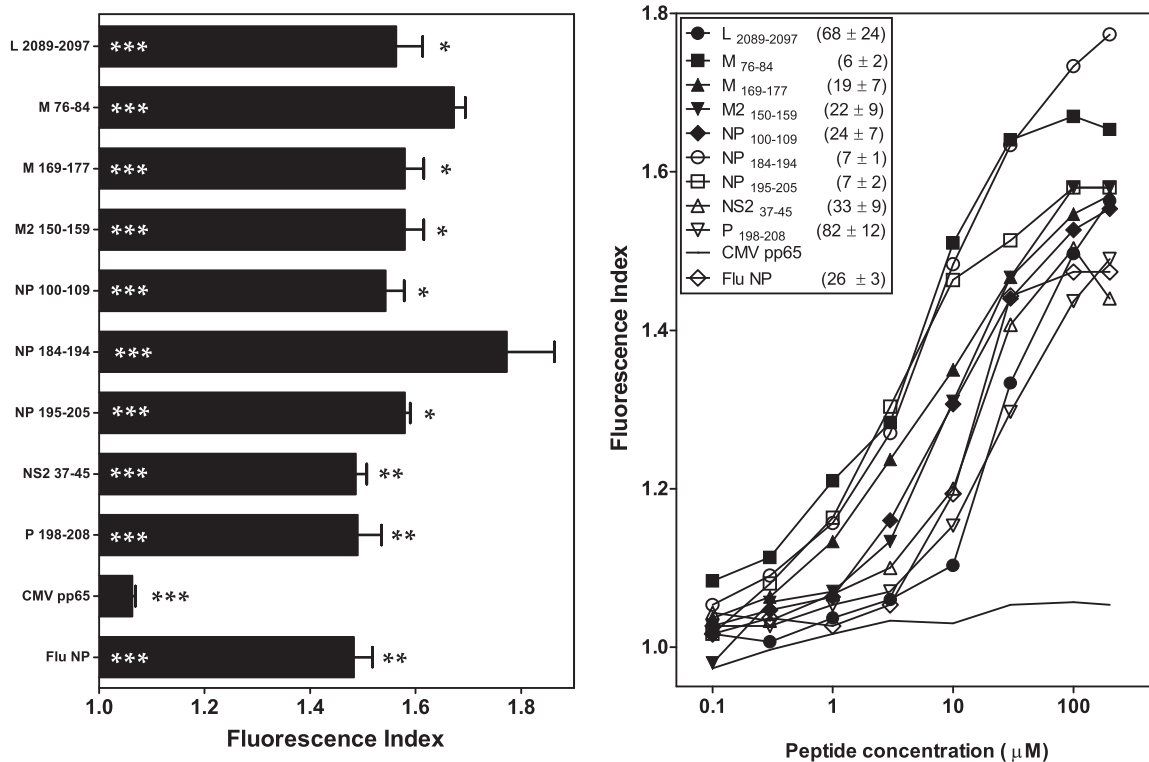 L 2089-2097 *** *
M 76-84 ***
M 169-177 *** *
M2 150-159 *** *
NP 100-109 *** *
NP 184-194 ***
NP 195-205 *** *
NS2 37-45 *** **
P 198-208 *** **
CMV pp65 *** ***
Flu NP *** **
1.0 1.2 1.4 1.6 1.8
Fluorescence Index
1.8
1.6
1.4
1.2
1.0
Fluorescence Index
L 2089-2097 (68 ± 24)
M 76-84 (6 ± 2)
M 169-177 (19 ± 7)
M2 150-159 (22 ± 9)
NP 100-109 (24 ± 7)
NP 184-194 (7 ± 1)
NP 195-205 (7 ± 2)
NS2 37-45 (33 ± 9)
P 198-208 (82 ± 12)
CMV pp65
Flu NP (26 ± 3)
0.1 1 10 100
Peptide concentration ( μM)